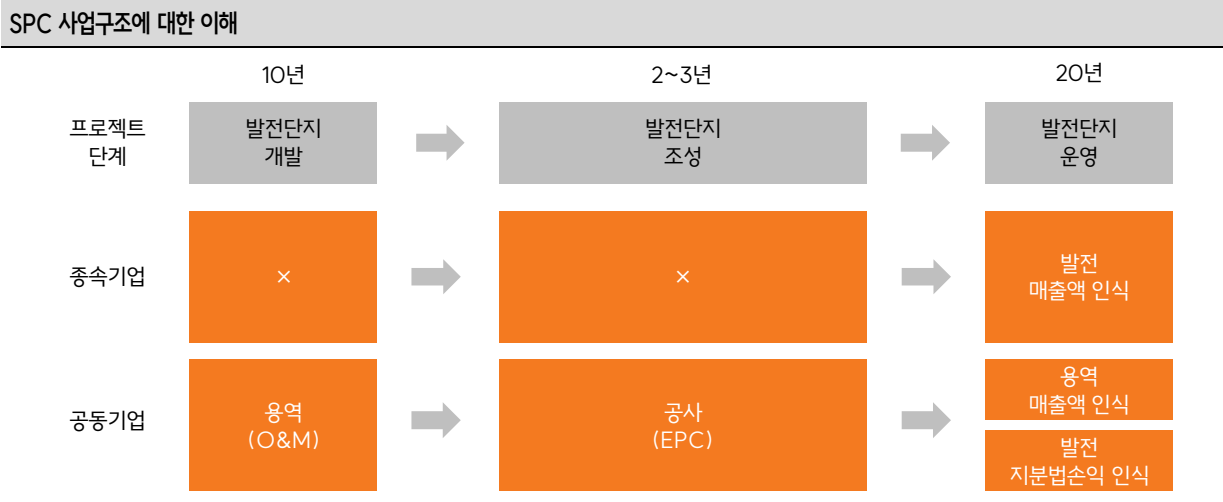 SPC 사업구조에 대한 이해
10년
2~3년
20년
프로젝트
단계
발전단지
개발
발전단지
조성
발전단지
운영
종속기업
×
×
발전
매출액 인식
공동기업
용역
(O&M)
공사
(EPC)
용역
매출액 인식
발전
지분법손익 인식